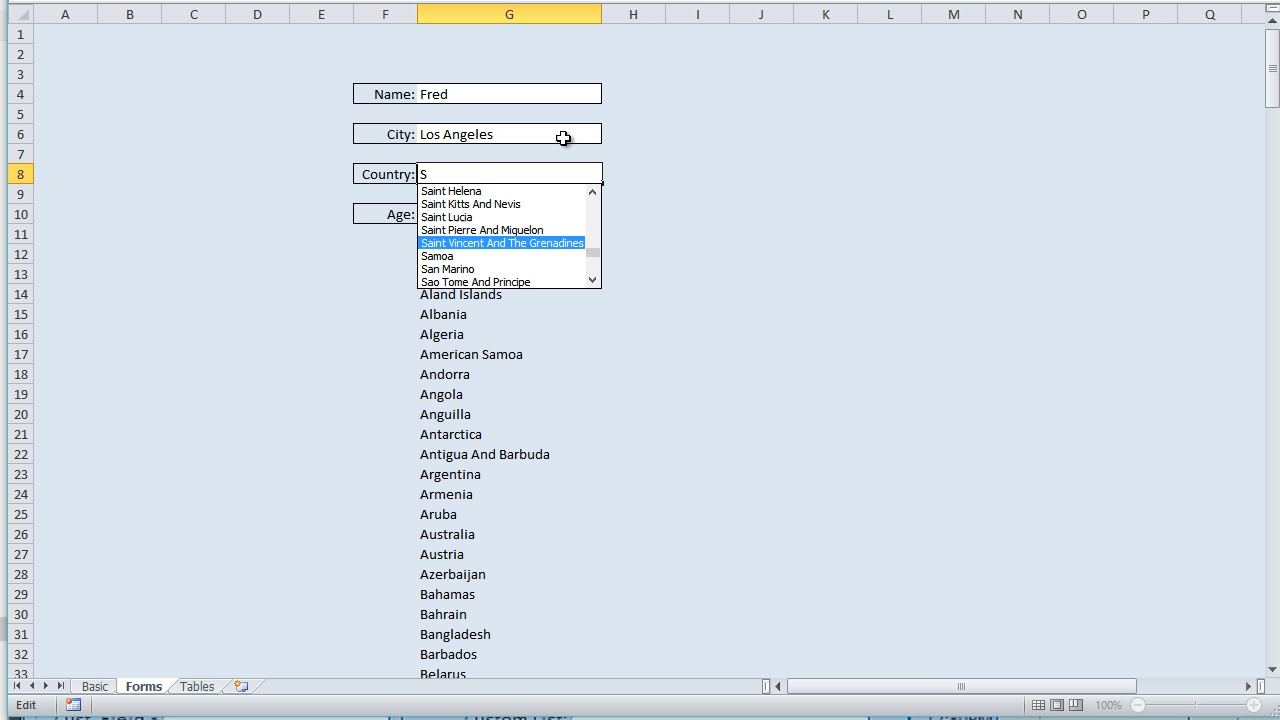 A B C D E F G H I J K L M N O P Q
1
2
3
4 Name: Fred
5
6 City: Los Angeles
7
8 Country: S
Saint Helena
9 Saint Kitts And Nevis
10 Age: Saint Lucia
Saint Pierre And Miquelon
11 Saint Vincent And The Grenadines
12 Samoa
13 San Marino
Sao Tome And Principe
14 Aland Islands
15 Albania
16 Algeria
17 American Samoa
18 Andorra
19 Angola
20 Anguilla
21 Antarctica
22 Antigua And Barbuda
23 Argentina
24 Armenia
25 Aruba
26 Australia
27 Austria
28 Azerbaijan
29 Bahamas
30 Bahrain
31 Bangladesh
32 Barbados
33 Belarus
Basic Forms Tables
Edit 100%